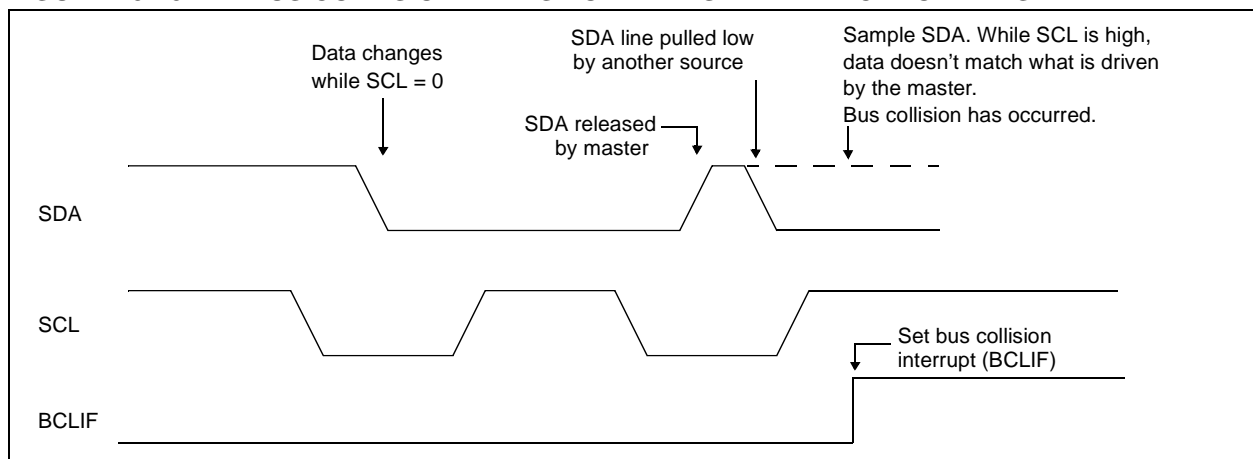 Data changes
while SCL = 0
SDA line pulled low
by another source
Sample SDA. While SCL is high,
data doesn't match what is driven
by the master.
Bus collision has occurred.
SDA released
by master
SDA
SCL
Set bus collision
interrupt (BCLIF)
BCLIF